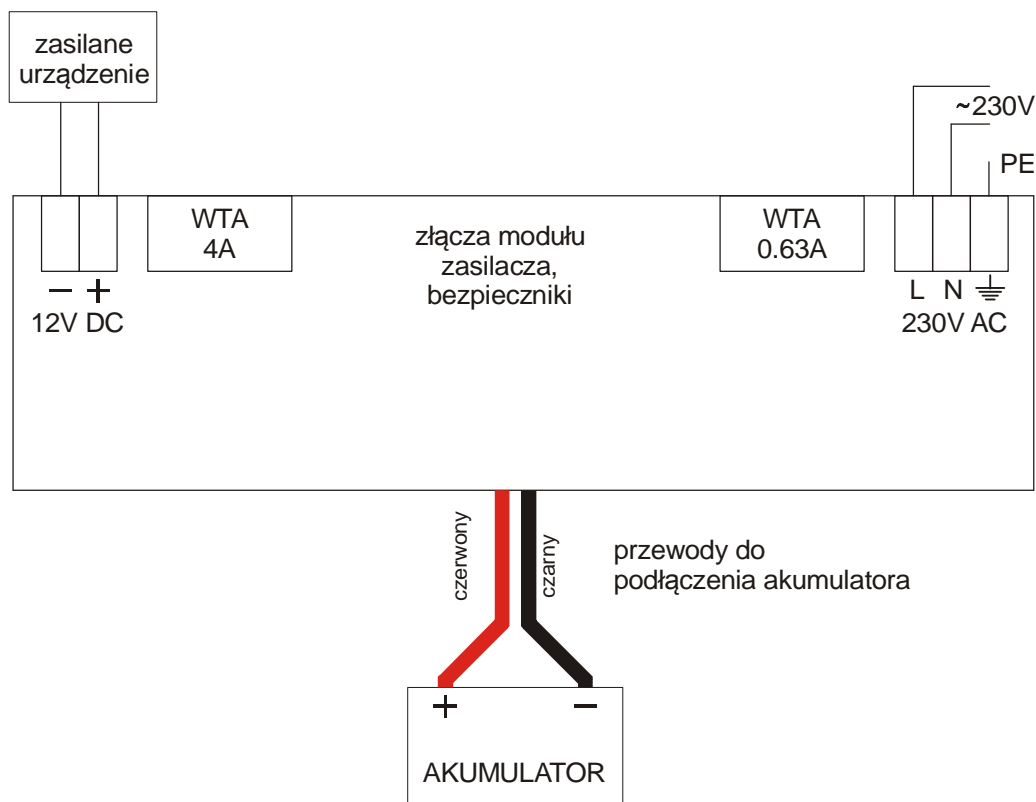 zasilane
urządzenie
~230V
PE
WTA
4A
złącza modułu
zasilacza,
bezpieczniki
WTA
0.63A
− +
12V DC
L N ⏚
230V AC
czerwony
czarny
przewody do
podłączenia akumulatora
+ −
AKUMULATOR